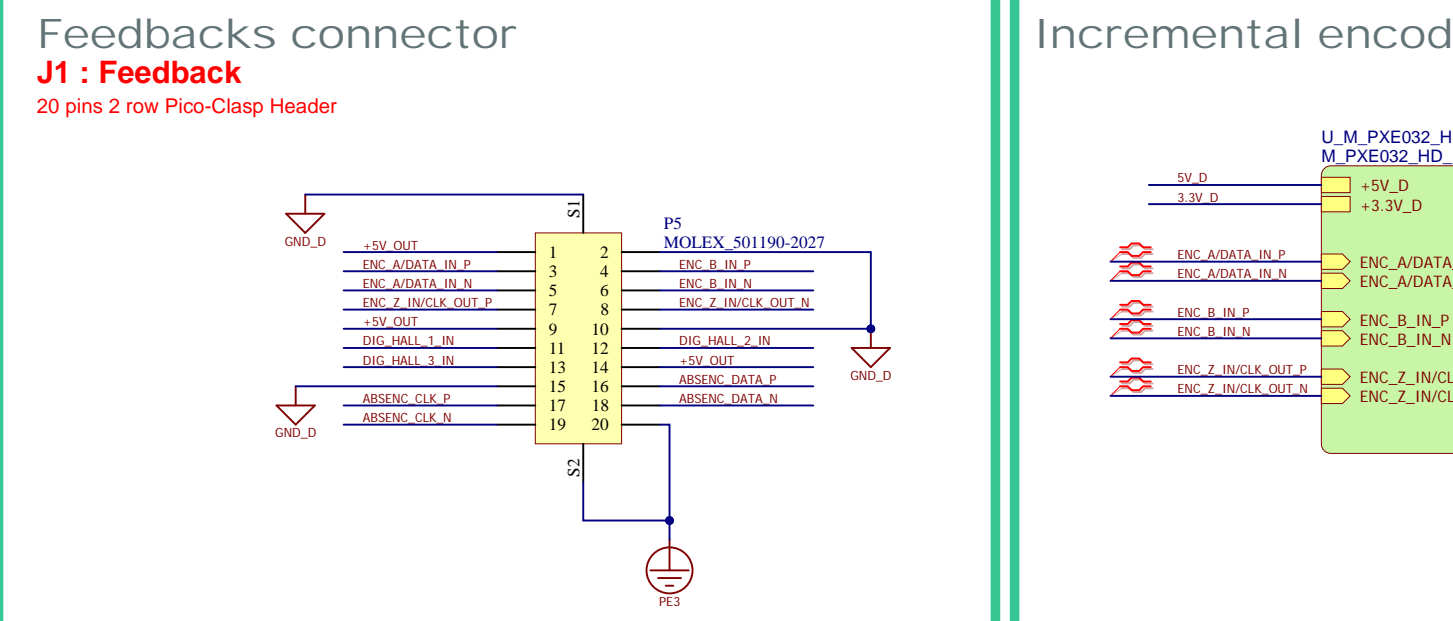 Feedbacks connector
J1 : Feedback
20 pins 2 row Pico-Clasp Header
S1
GND_D
P5
MOLEX_501190-2027
+5V_OUT 1 2
ENC_A/DATA_IN_P 3 4 ENC_B_IN_P
ENC_A/DATA_IN_N 5 6 ENC_B_IN_N
ENC_Z_IN/CLK_OUT_P 7 8 ENC_Z_IN/CLK_OUT_N
+5V_OUT 9 10
DIG_HALL_1_IN 11 12 DIG_HALL_2_IN
DIG_HALL_3_IN 13 14 +5V_OUT
15 16 ABSENC_DATA_P
ABSENC_CLK_P 17 18 ABSENC_DATA_N
ABSENC_CLK_N 19 20
GND_D
GND_D
S2
PE3
Incremental encod
U_M_PXE032_H
M_PXE032_HD_
5V_D +5V_D
3.3V_D +3.3V_D
ENC_A/DATA_IN_P ENC_A/DATA_
ENC_A/DATA_IN_N ENC_A/DATA_
ENC_B_IN_P ENC_B_IN_P
ENC_B_IN_N ENC_B_IN_N
ENC_Z_IN/CLK_OUT_P ENC_Z_IN/CL
ENC_Z_IN/CLK_OUT_N ENC_Z_IN/CL